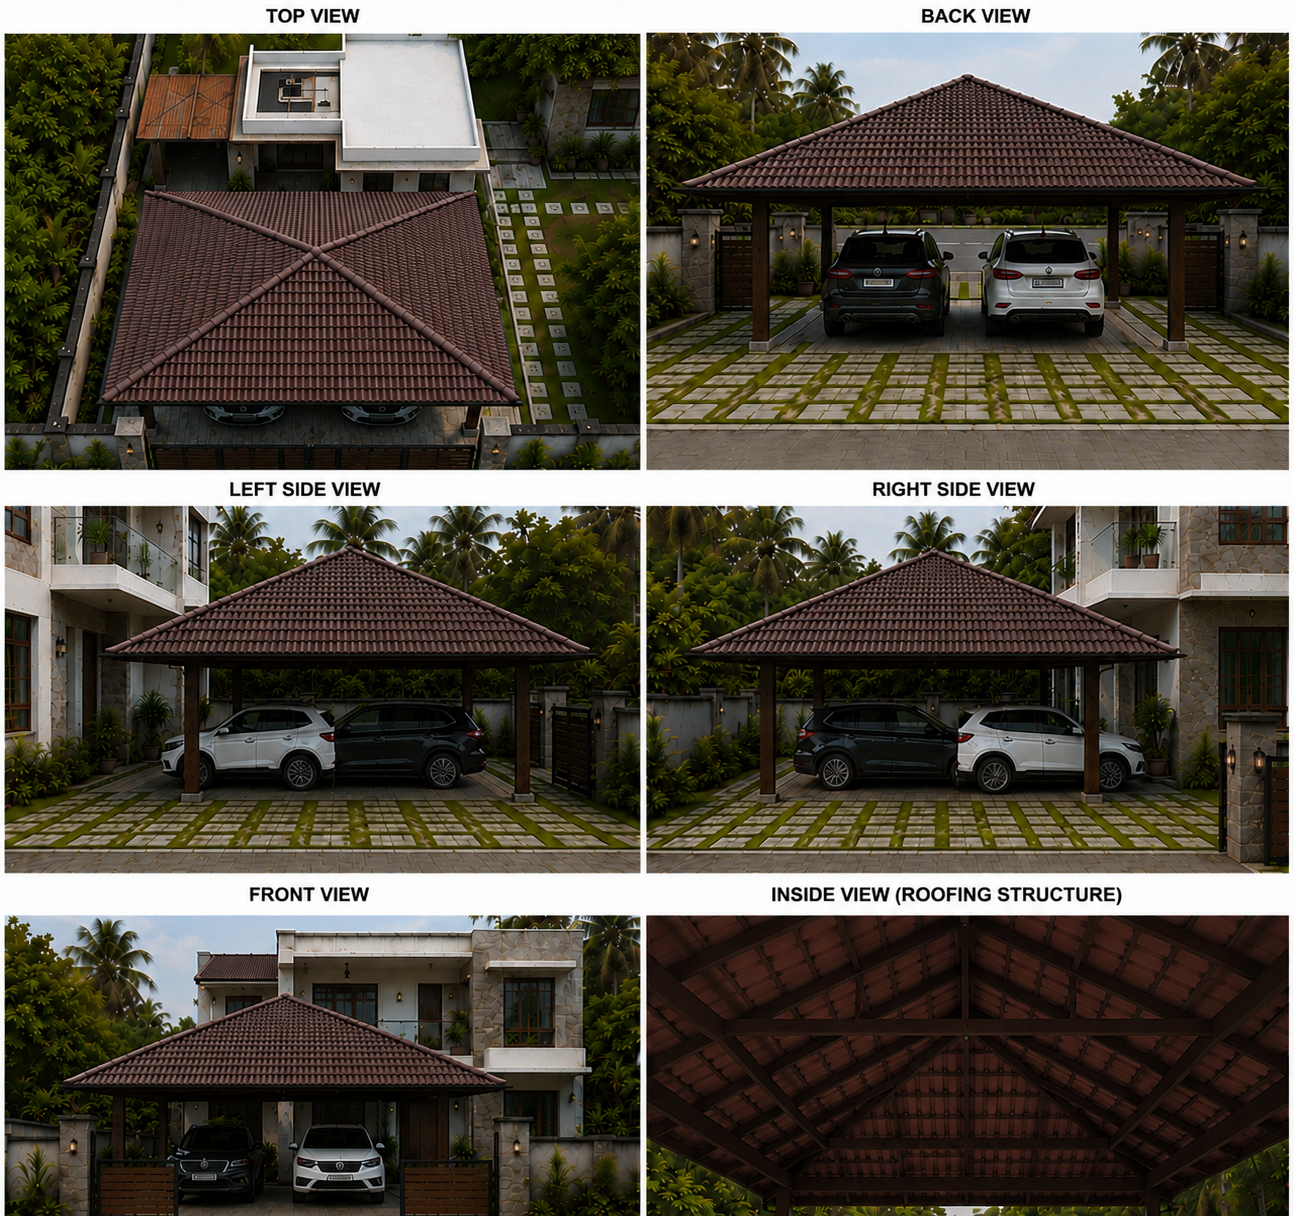 TOP VIEW
BACK VIEW
LEFT SIDE VIEW
RIGHT SIDE VIEW
FRONT VIEW
INSIDE VIEW (ROOFING STRUCTURE)